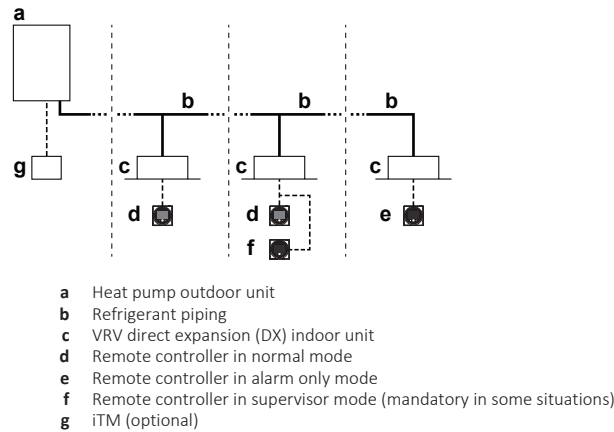 a
b b b
g c c c
d d e
f
a Heat pump outdoor unit
b Refrigerant piping
c VRV direct expansion (DX) indoor unit
d Remote controller in normal mode
e Remote controller in alarm only mode
f Remote controller in supervisor mode (mandatory in some situations)
g iTM (optional)